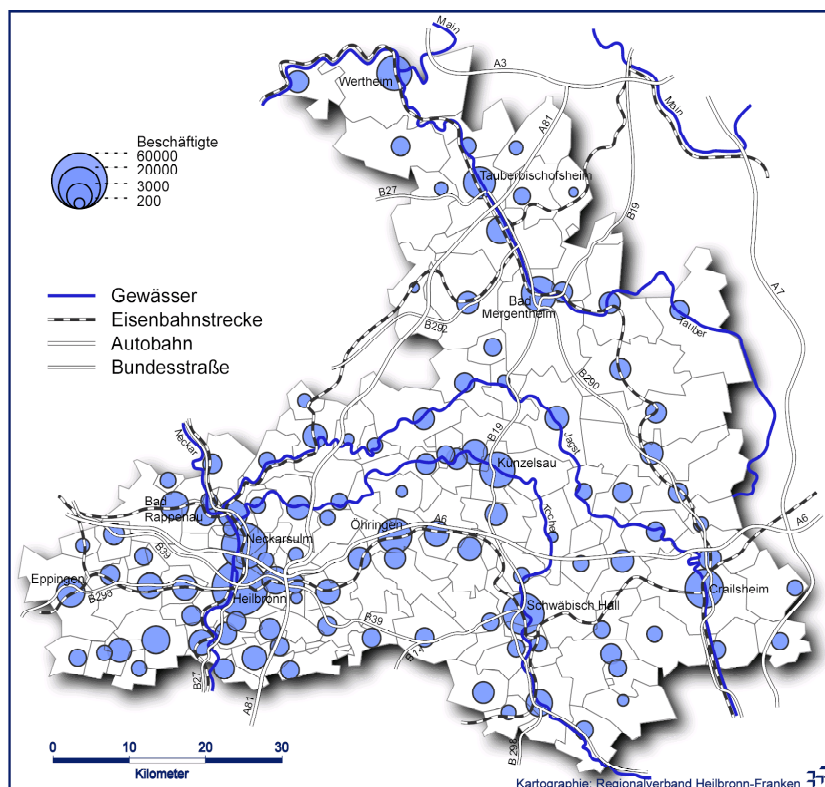 Main
A3
Main
Wertheim
A81
Beschäftigte
60000
20000
3000
200
Tauberbischofsheim
B27
B19
A7
Gewässer
Eisenbahnstrecke
Autobahn
Bundesstraße
Bad
Mergentheim
Tauber
B292
B290
B19
Jagst
Neckar
Künzelsau
Bad
Rappenau
Kocher
Öhringen
A6
A6
Neckarsulm
B39
Eppingen
B293
Heilbronn
Crailsheim
Schwäbisch Hall
B39
B27
A81
B298
0 10 20 30
Kilometer
Kartographie: Regionalverband Heilbronn-Franken